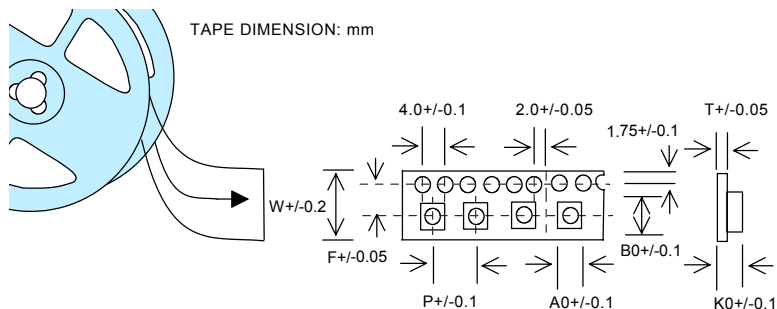 TAPE DIMENSION: mm
4.0+/-0.1
2.0+/-0.05
T+/-0.05
1.75+/-0.1
W+/-0.2
F+/-0.05
B0+/-0.1
P+/-0.1
A0+/-0.1
K0+/-0.1